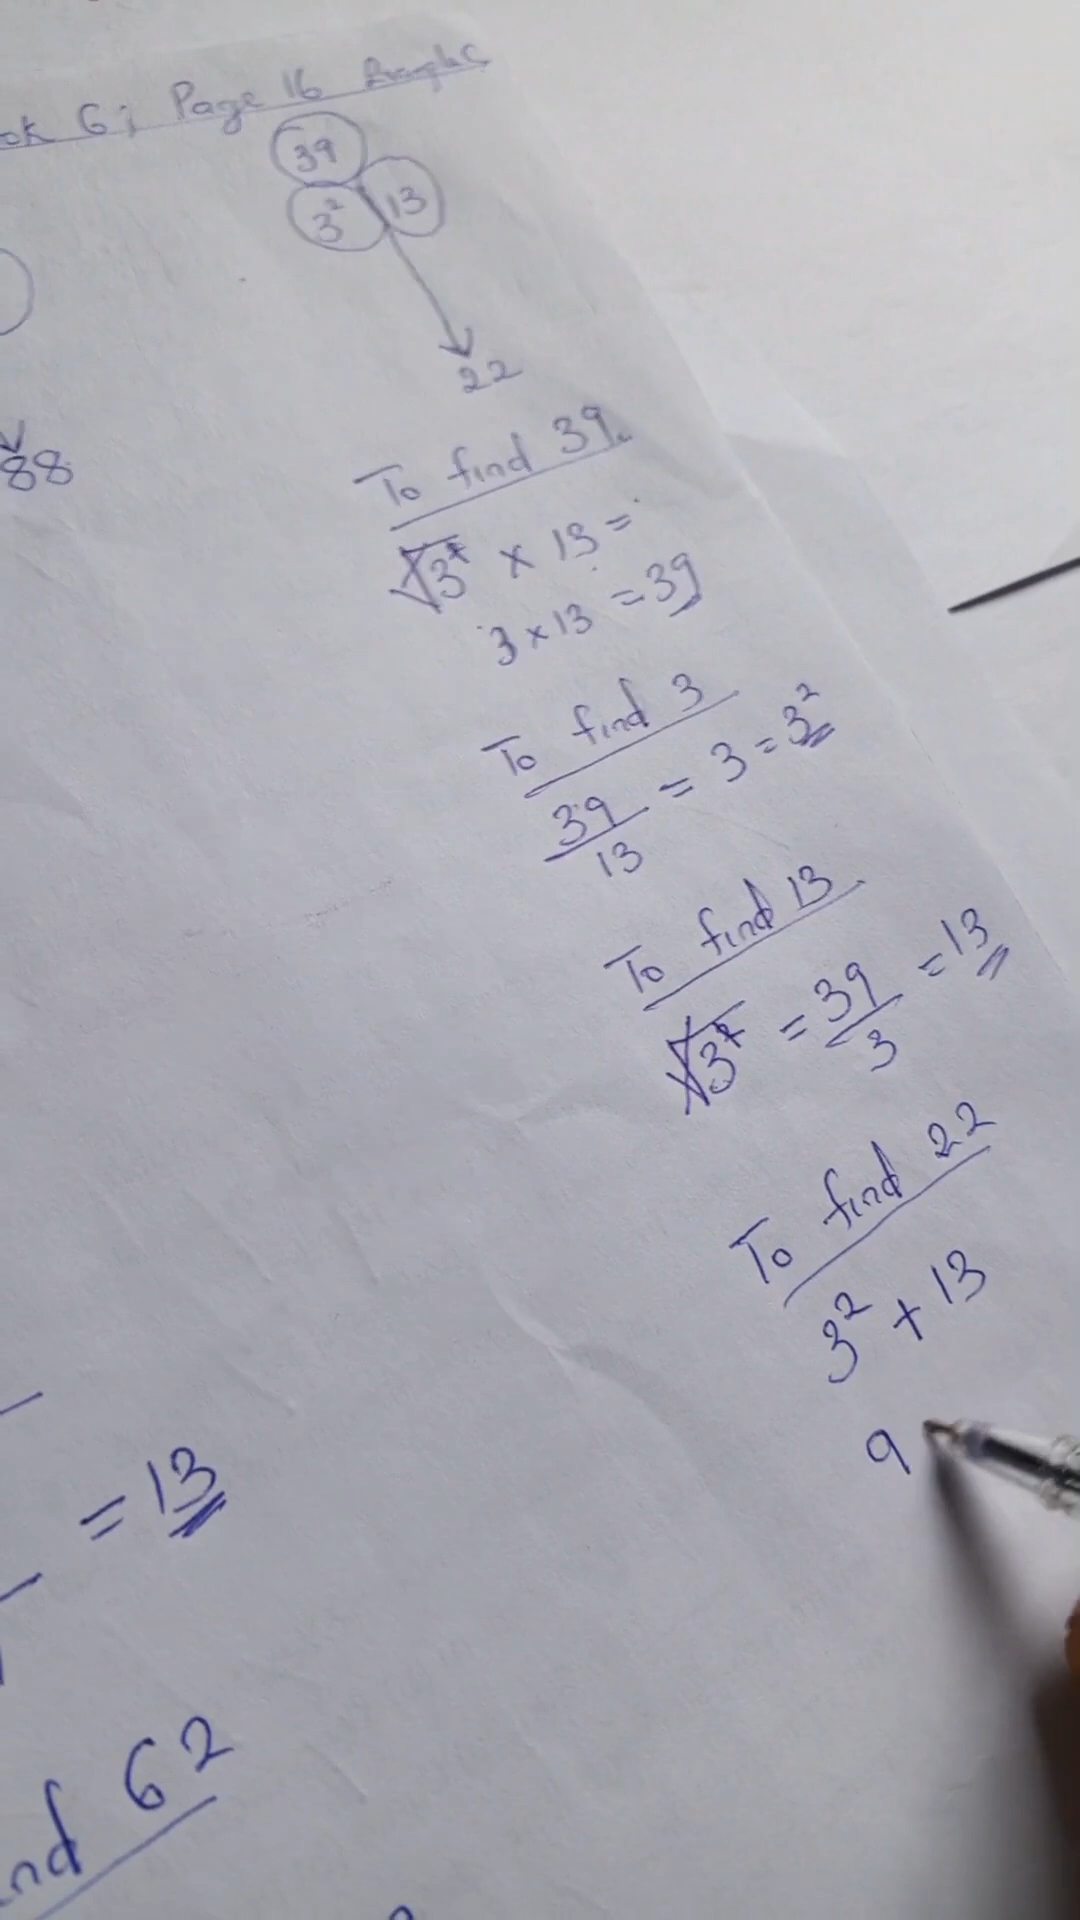 ok 6; Page 16 Example
39
3² 13
22
88
To find 39.
√3² × 13 =
3 × 13 = 39
To find 3
39/13 = 3 = 3²
To find 13
√3² = 39/3 = 13
To find 22
3² + 13
9
= 13
nd 62